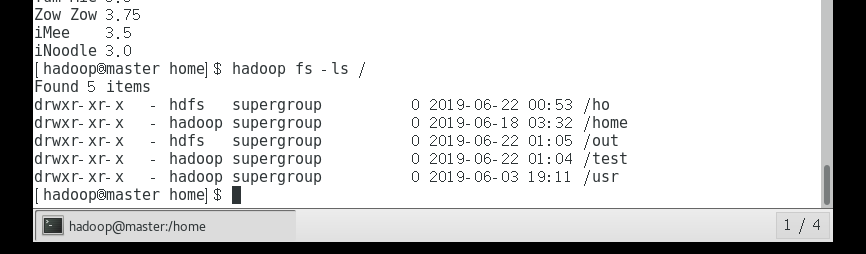 Zow Zow 3.75
iMee    3.5
iNoodle 3.0
[hadoop@master home]$ hadoop fs -ls /
Found 5 items
drwxr-xr-x   - hdfs   supergroup          0 2019-06-22 00:53 /ho
drwxr-xr-x   - hadoop supergroup          0 2019-06-18 03:32 /home
drwxr-xr-x   - hdfs   supergroup          0 2019-06-22 01:05 /out
drwxr-xr-x   - hadoop supergroup          0 2019-06-22 01:04 /test
drwxr-xr-x   - hadoop supergroup          0 2019-06-03 19:11 /usr
[hadoop@master home]$
hadoop@master:/home
1 / 4